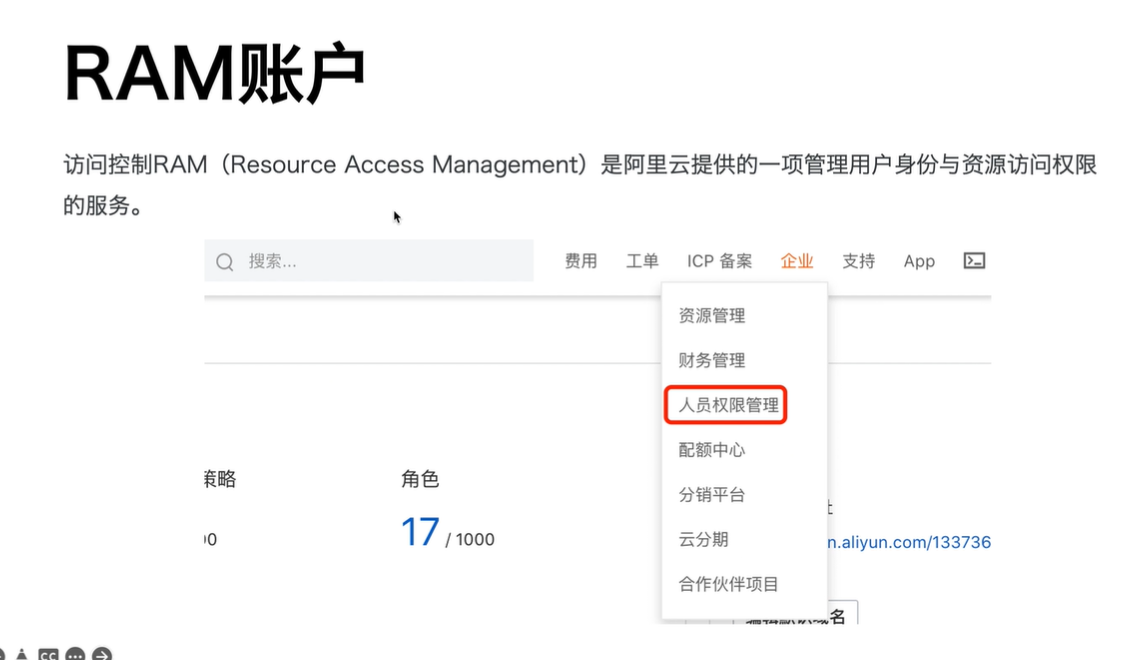 RAM账户
访问控制RAM（Resource Access Management）是阿里云提供的一项管理用户身份与资源访问权限
的服务。
搜索...
费用 工单 ICP 备案 企业 支持 App
资源管理
财务管理
人员权限管理
配额中心
分销平台
云分期
合作伙伴项目
策略 角色
17 / 1000
n.aliyun.com/133736
CC